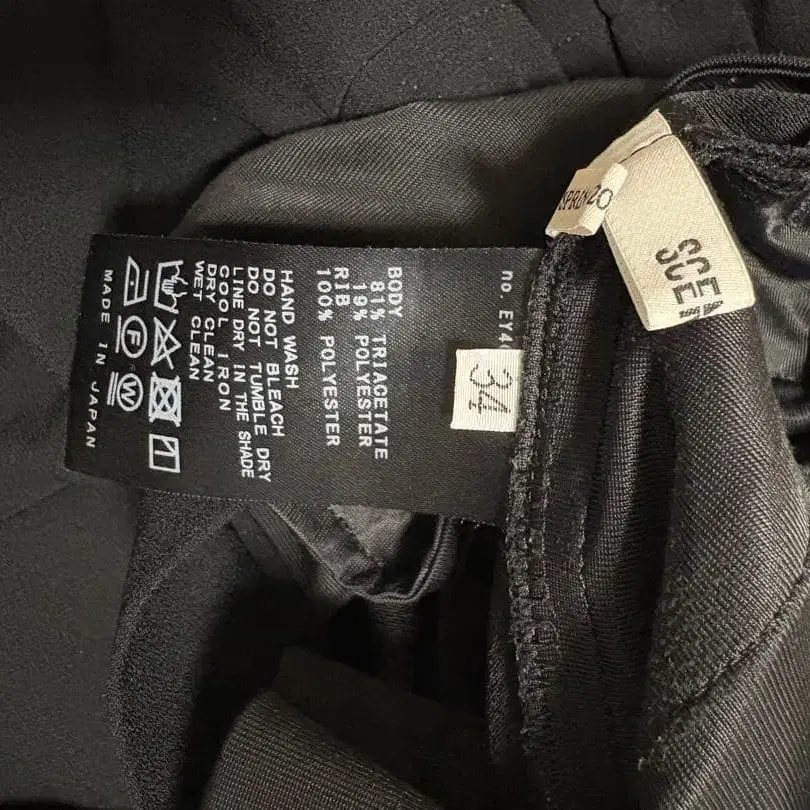 SCE
20
no. EY4
34
BODY
81% TRIACETATE
19% POLYESTER
RIB
100% POLYESTER
HAND WASH
DO NOT BLEACH
DO NOT TUMBLE DRY
LINE DRY IN THE SHADE
COOL IRON
DRY CLEAN
WET CLEAN
F
W
MADE IN JAPAN